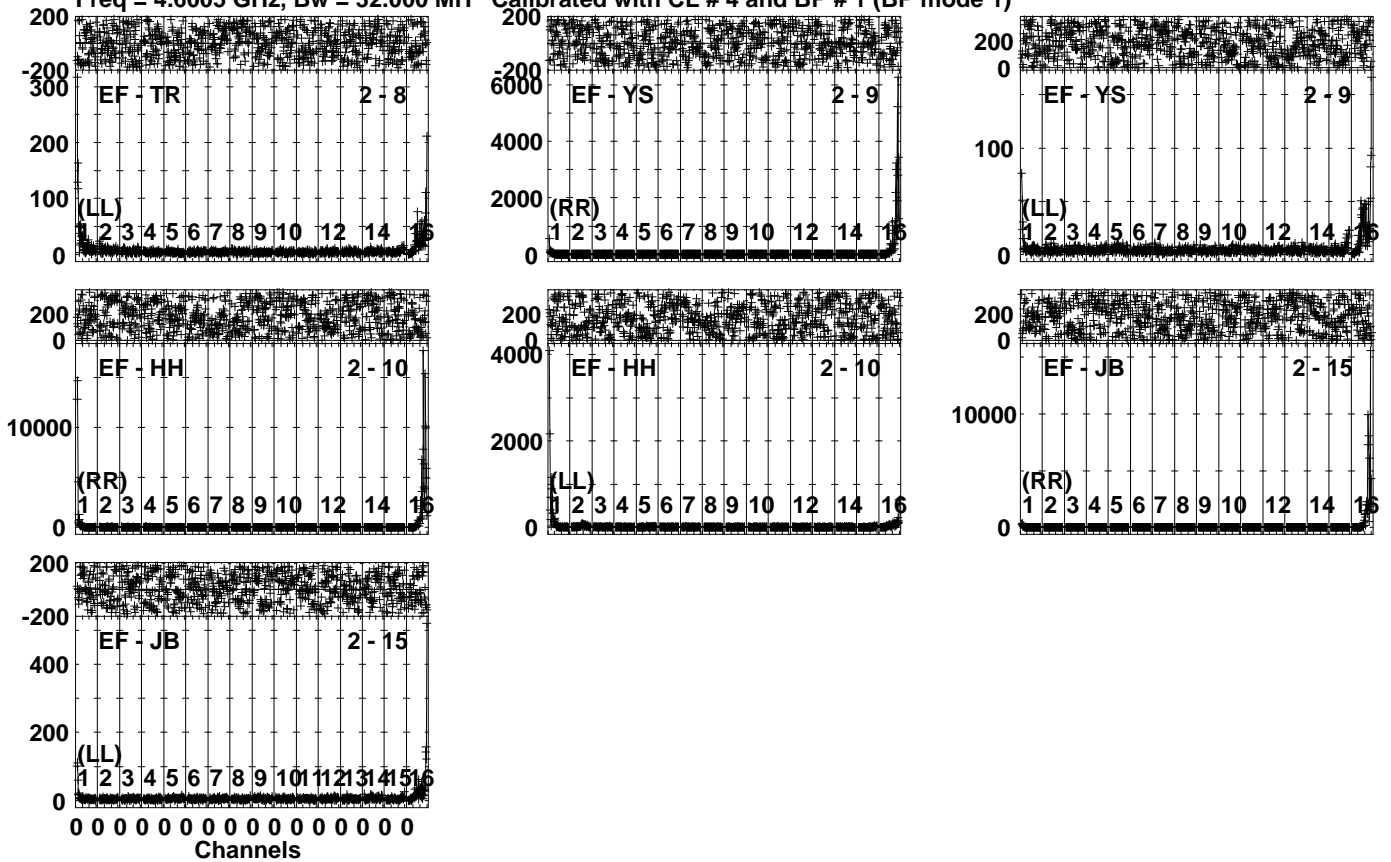 Freq = 4.6005 GHz, Bw = 32.000 MH Calibrated with CL # 4 and BP # 1 (BP mode 1)
200
-200
300
200
100
0
EF - TR 2 - 8
(LL)
1 2 3 4 5 6 7 8 9 10 12 14 16
200
-200
6000
4000
2000
0
EF - YS 2 - 9
(RR)
1 2 3 4 5 6 7 8 9 10 12 14 16
200
0
100
0
EF - YS 2 - 9
(LL)
1 2 3 4 5 6 7 8 9 10 12 14 16
200
0
10000
0
EF - HH 2 - 10
(RR)
1 2 3 4 5 6 7 8 9 10 12 14 16
200
0
4000
2000
0
EF - HH 2 - 10
(LL)
1 2 3 4 5 6 7 8 9 10 12 14 16
200
0
10000
0
EF - JB 2 - 15
(RR)
1 2 3 4 5 6 7 8 9 10 12 14 16
200
-200
400
200
0
EF - JB 2 - 15
(LL)
1 2 3 4 5 6 7 8 9 10 11 12 13 14 15 16
0 0 0 0 0 0 0 0 0 0 0 0 0 0 0 0
Channels